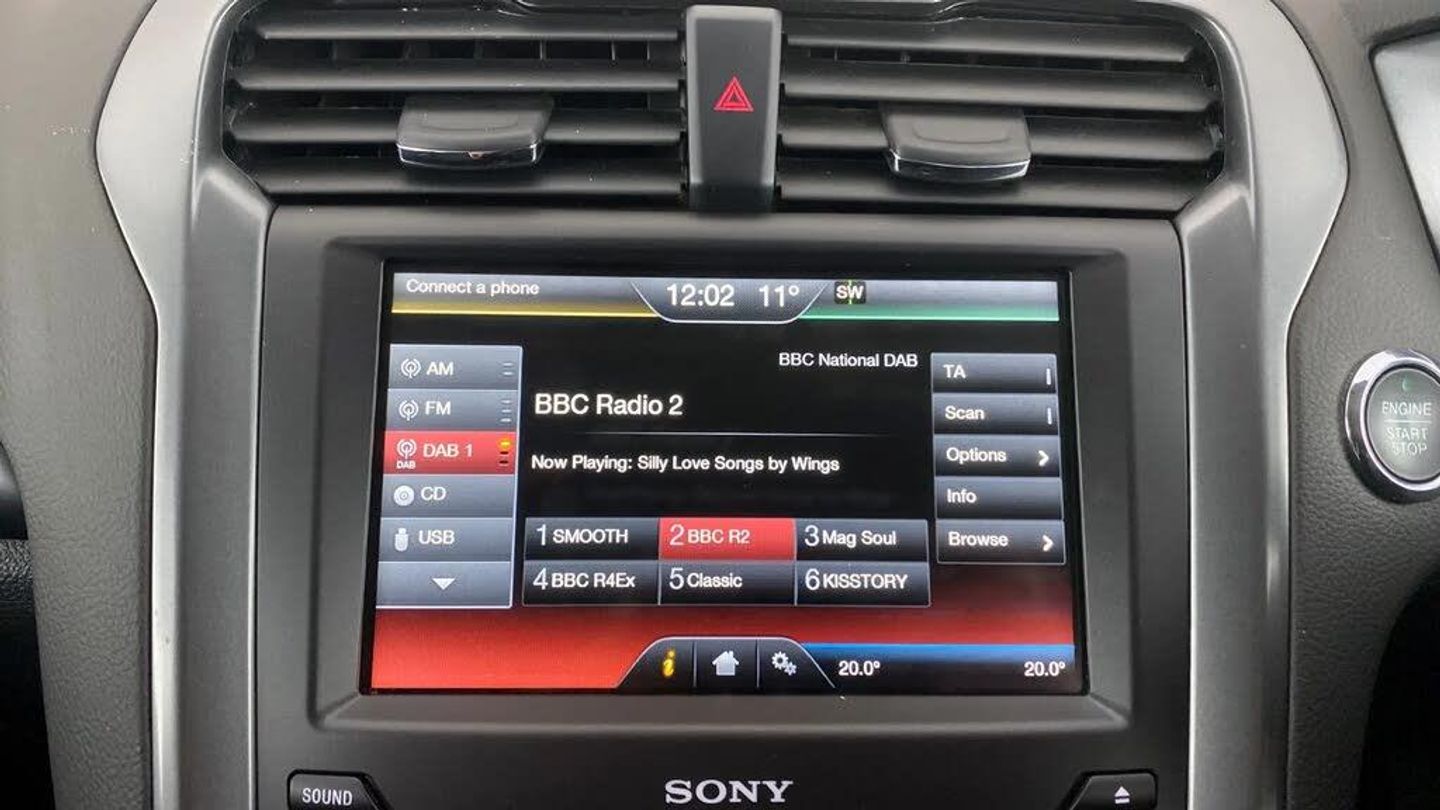 Connect a phone
12:02 11°
SW
AM
FM
DAB
DAB 1
CD
USB
BBC National DAB
BBC Radio 2
Now Playing: Silly Love Songs by Wings
1 SMOOTH
2 BBC R2
3 Mag Soul
4 BBC R4Ex
5 Classic
6 KISSTORY
TA
Scan
Options
Info
Browse
i
20.0°
20.0°
ENGINE
START
STOP
SOUND
SONY